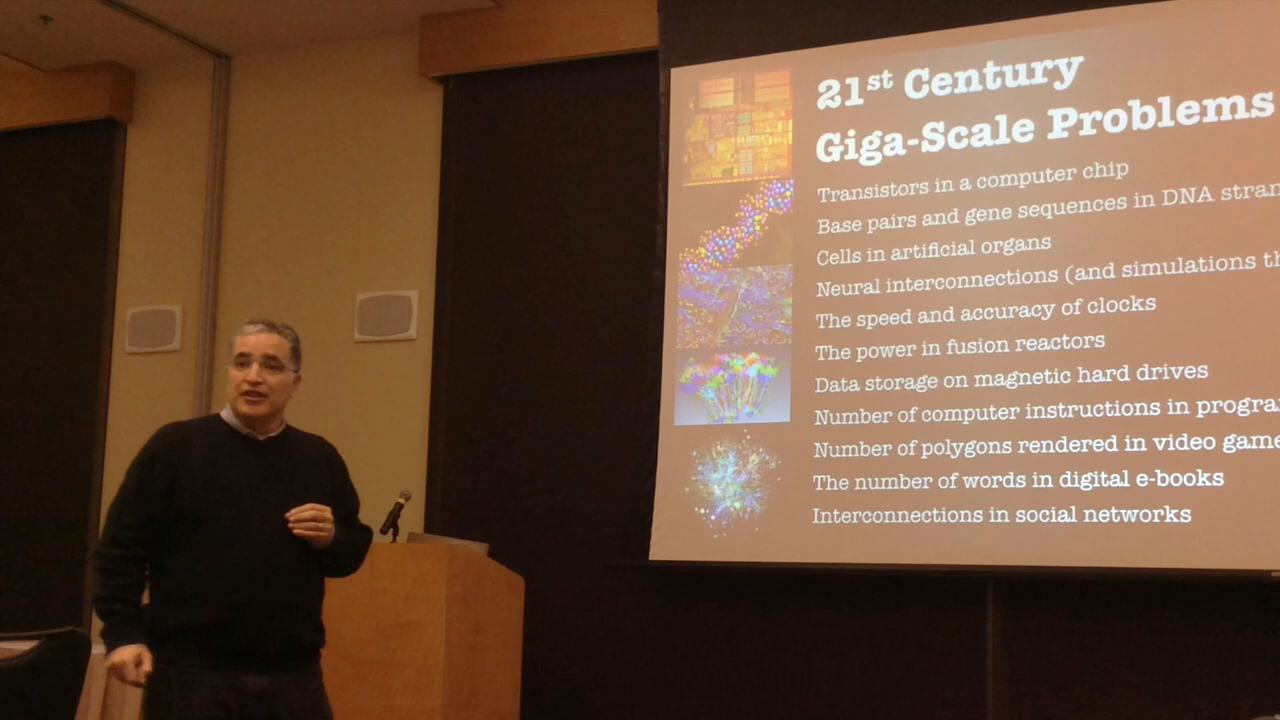 21st Century
Giga-Scale Problems
Transistors in a computer chip
Base pairs and gene sequences in DNA
Cells in artificial organs
Neural interconnections (and simulations
The speed and accuracy of clocks
The power in fusion reactors
Data storage on magnetic hard drives
Number of computer instructions in
Number of polygons rendered in video
The number of words in digital e-books
Interconnections in social networks